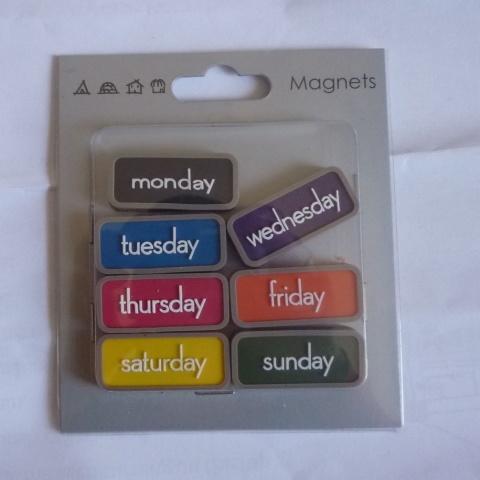 Magnets
monday
wednesday
tuesday
thursday
friday
saturday
sunday